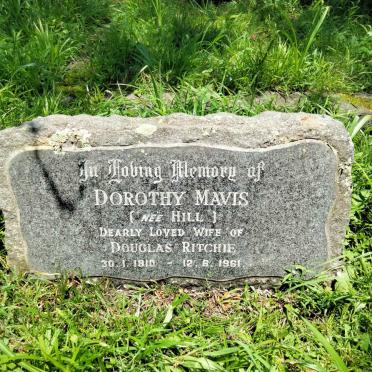 In Loving Memory of
DOROTHY MAVIS
( NEE HILL )
DEARLY LOVED WIFE OF
DOUGLAS RITCHIE
30.1.1910 - 12.6.1961